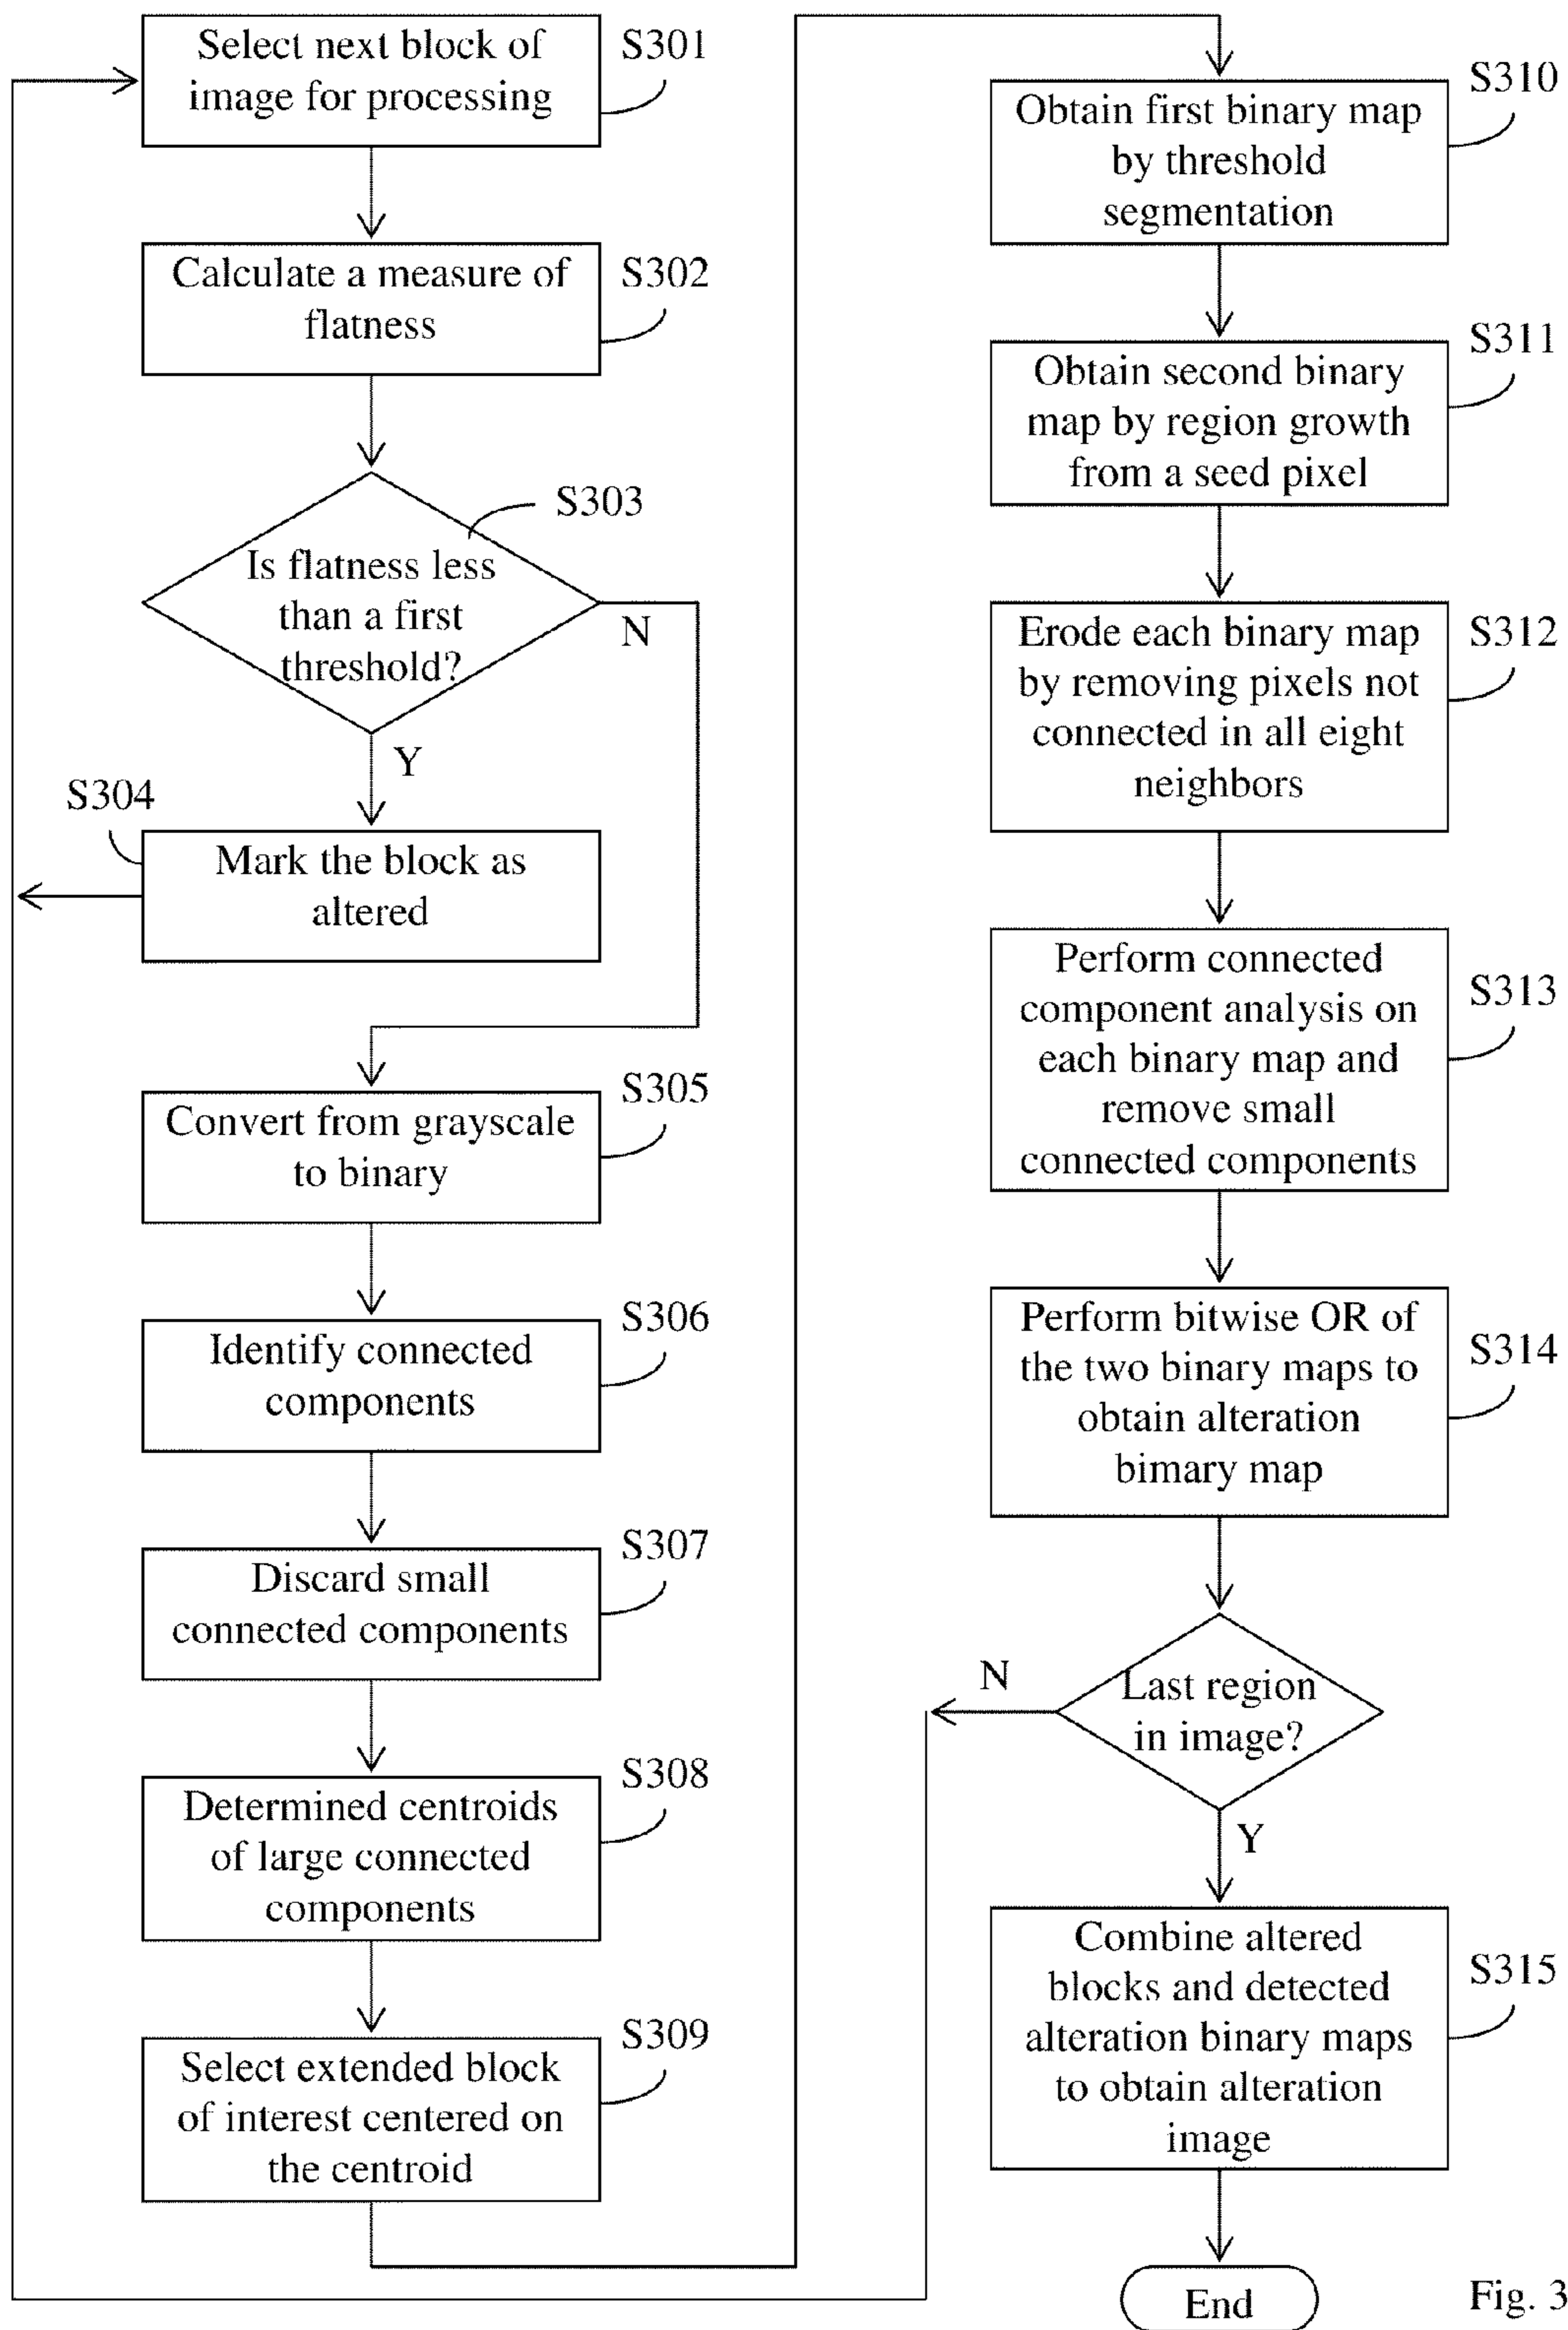 Select next block of
image for processing
S301
Calculate a measure of
flatness
S302
S303
Is flatness less
than a first
threshold?
N
Y
S304
Mark the block as
altered
S305
Convert from grayscale
to binary
S306
Identify connected
components
S307
Discard small
connected components
S308
Determined centroids
of large connected
components
S309
Select extended block
of interest centered on
the centroid
S310
Obtain first binary map
by threshold
segmentation
S311
Obtain second binary
map by region growth
from a seed pixel
S312
Erode each binary map
by removing pixels not
connected in all eight
neighbors
S313
Perform connected
component analysis on
each binary map and
remove small
connected components
S314
Perform bitwise OR of
the two binary maps to
obtain alteration
bimary map
Last region
in image?
N
Y
S315
Combine altered
blocks and detected
alteration binary maps
to obtain alteration
image
End
Fig. 3